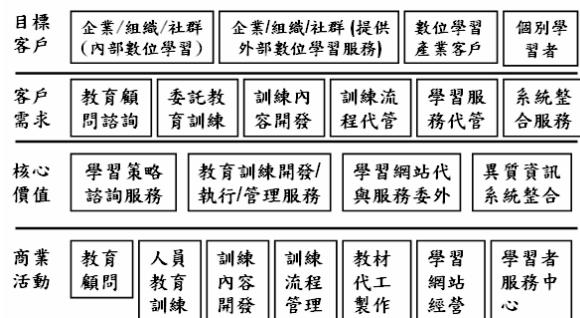 目標
客戶
企業/組織/社群
(內部數位學習)
企業/組織/社群 (提供
外部數位學習服務)
數位學習
產業客戶
個別學
習者
客戶
需求
教育顧
問諮詢
委託教
育訓練
訓練內
容開發
訓練流
程代管
學習服
務代管
系統整
合服務
核心
價值
學習策略
諮詢服務
教育訓練開發/
執行/管理服務
學習網站代
與服務委外
異質資訊
系統整合
商業
活動
教育
顧問
人員
教育
訓練
訓練
內容
開發
訓練
流程
管理
教材
代工
製作
學習
網站
經營
學習者
服務中
心